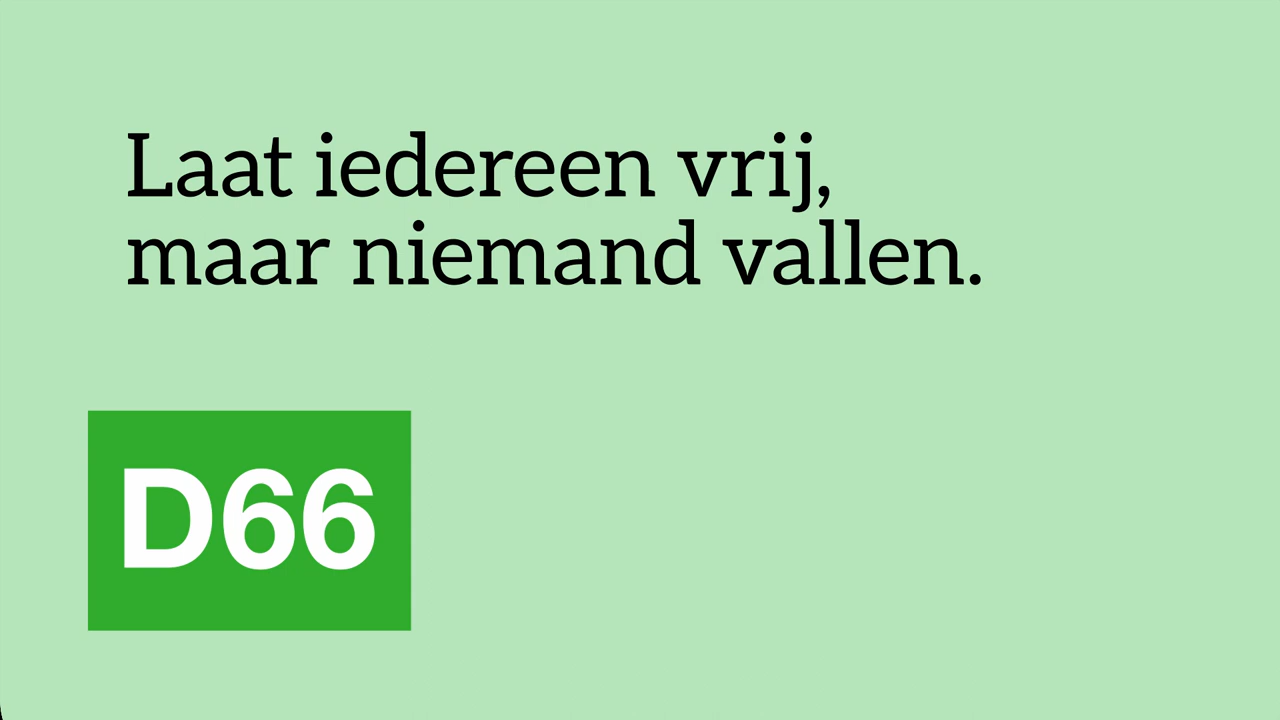 Laat iedereen vrij,
maar niemand vallen.
D66